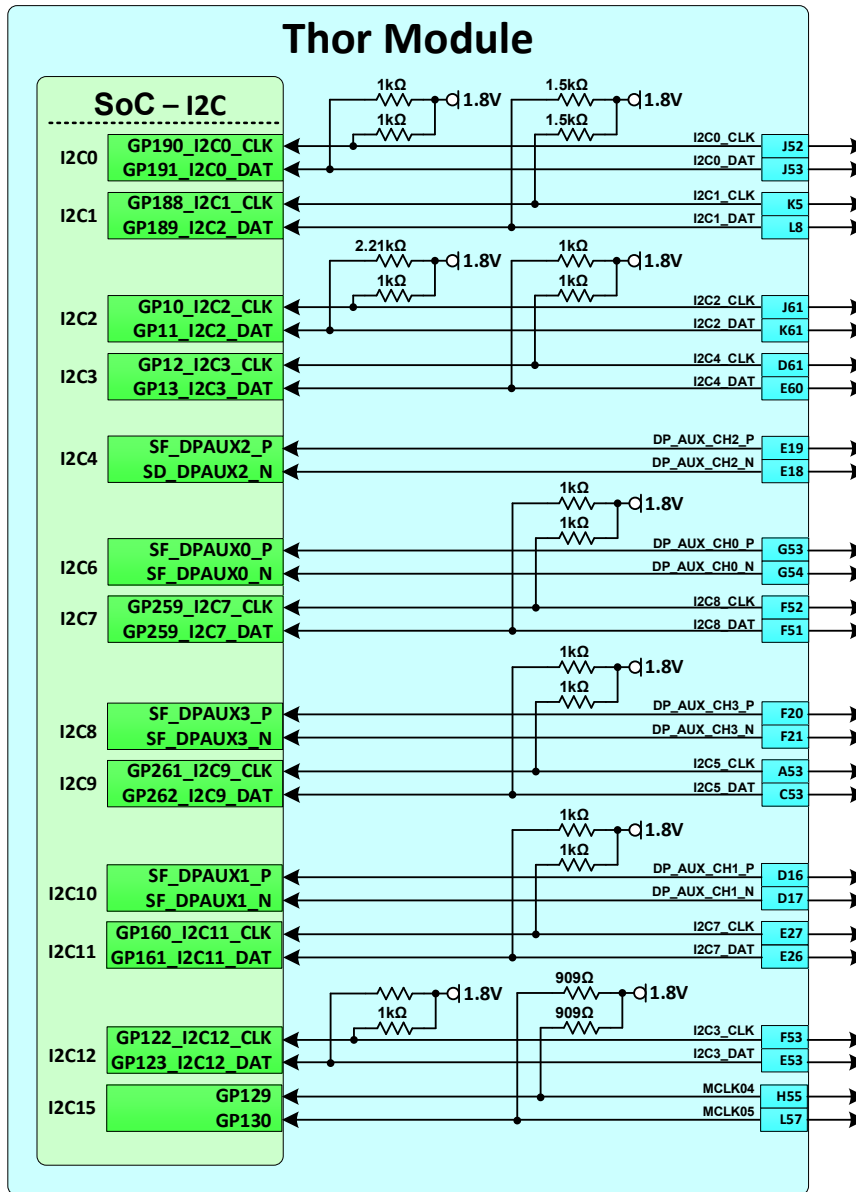 Thor Module
SoC – I2C
1kΩ
1.8V
1kΩ
1.5kΩ
1.8V
1.5kΩ
I2C0
GP190_I2C0_CLK
I2C0_CLK
J52
GP191_I2C0_DAT
I2C0_DAT
J53
I2C1
GP188_I2C1_CLK
I2C1_CLK
K5
GP189_I2C2_DAT
I2C1_DAT
L8
2.21kΩ
1.8V
1kΩ
1kΩ
1.8V
1kΩ
I2C2
GP10_I2C2_CLK
I2C2_CLK
J61
GP11_I2C2_DAT
I2C2_DAT
K61
I2C3
GP12_I2C3_CLK
I2C4_CLK
D61
GP13_I2C3_DAT
I2C4_DAT
E60
I2C4
SF_DPAUX2_P
DP_AUX_CH2_P
E19
SD_DPAUX2_N
DP_AUX_CH2_N
E18
1kΩ
1.8V
1kΩ
I2C6
SF_DPAUX0_P
DP_AUX_CH0_P
G53
SF_DPAUX0_N
DP_AUX_CH0_N
G54
I2C7
GP259_I2C7_CLK
I2C8_CLK
F52
GP259_I2C7_DAT
I2C8_DAT
F51
1kΩ
1.8V
1kΩ
I2C8
SF_DPAUX3_P
DP_AUX_CH3_P
F20
SF_DPAUX3_N
DP_AUX_CH3_N
F21
I2C9
GP261_I2C9_CLK
I2C5_CLK
A53
GP262_I2C9_DAT
I2C5_DAT
C53
1kΩ
1.8V
1kΩ
I2C10
SF_DPAUX1_P
DP_AUX_CH1_P
D16
SF_DPAUX1_N
DP_AUX_CH1_N
D17
I2C11
GP160_I2C11_CLK
I2C7_CLK
E27
GP161_I2C11_DAT
I2C7_DAT
E26
1.8V
1kΩ
909Ω
1.8V
909Ω
I2C12
GP122_I2C12_CLK
I2C3_CLK
F53
GP123_I2C12_DAT
I2C3_DAT
E53
I2C15
GP129
MCLK04
H55
GP130
MCLK05
L57